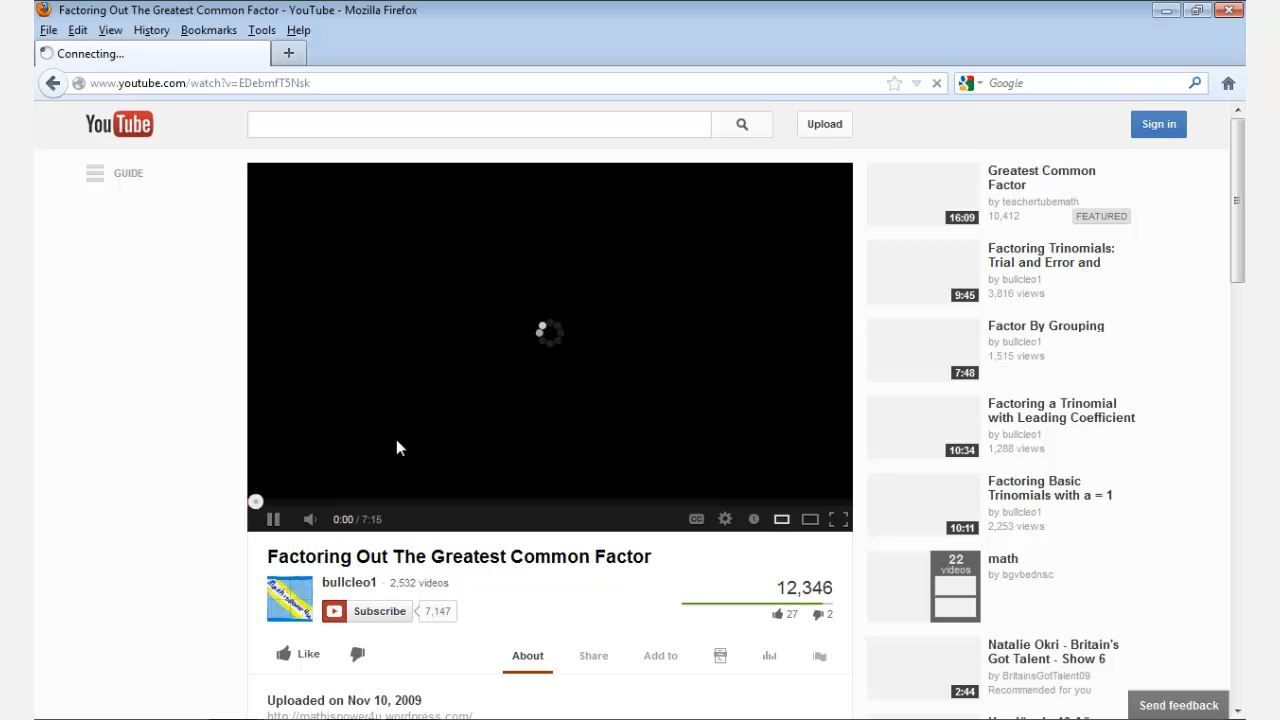 Factoring Out The Greatest Common Factor - YouTube - Mozilla Firefox
File Edit View History Bookmarks Tools Help
Connecting...
www.youtube.com/watch?v=EDebmfT5Nsk
Google
YouTube
Upload
Sign in
GUIDE
0:00 / 7:15
CC
Factoring Out The Greatest Common Factor
bullcleo1 · 2,532 videos
Subscribe 7,147
12,346
27 2
Like
About Share Add to
Uploaded on Nov 10, 2009
http://mathispower4u.wordpress.com/
Greatest Common
Factor
by teachertubemath
10,412 FEATURED
16:09
Factoring Trinomials:
Trial and Error and
by bullcleo1
3,816 views
9:45
Factor By Grouping
by bullcleo1
1,515 views
7:48
Factoring a Trinomial
with Leading Coefficient
by bullcleo1
1,288 views
10:34
Factoring Basic
Trinomials with a = 1
by bullcleo1
2,253 views
10:11
22
videos
math
by bgvbednsc
Natalie Okri - Britain's
Got Talent - Show 6
by BritainsGotTalent09
Recommended for you
2:44
Send feedback